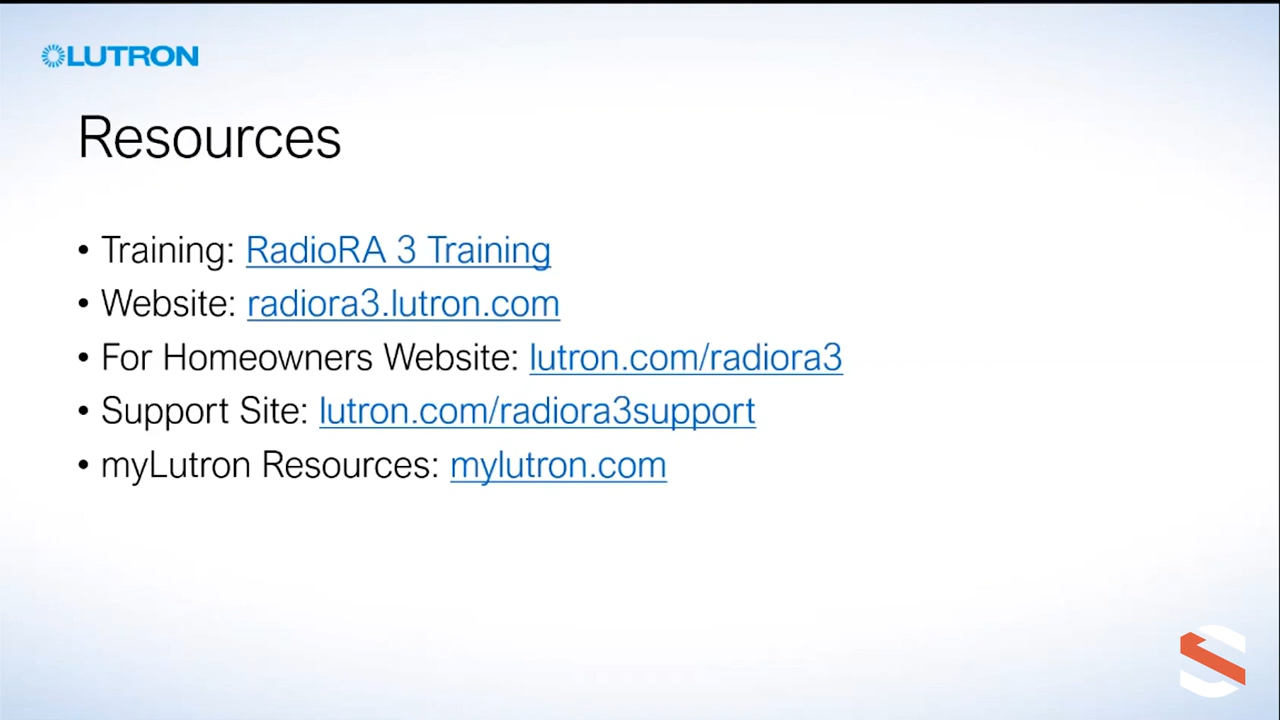 LUTRON
Resources
• Training: RadioRA 3 Training
• Website: radiora3.lutron.com
• For Homeowners Website: lutron.com/radiora3
• Support Site: lutron.com/radiora3support
• myLutron Resources: mylutron.com